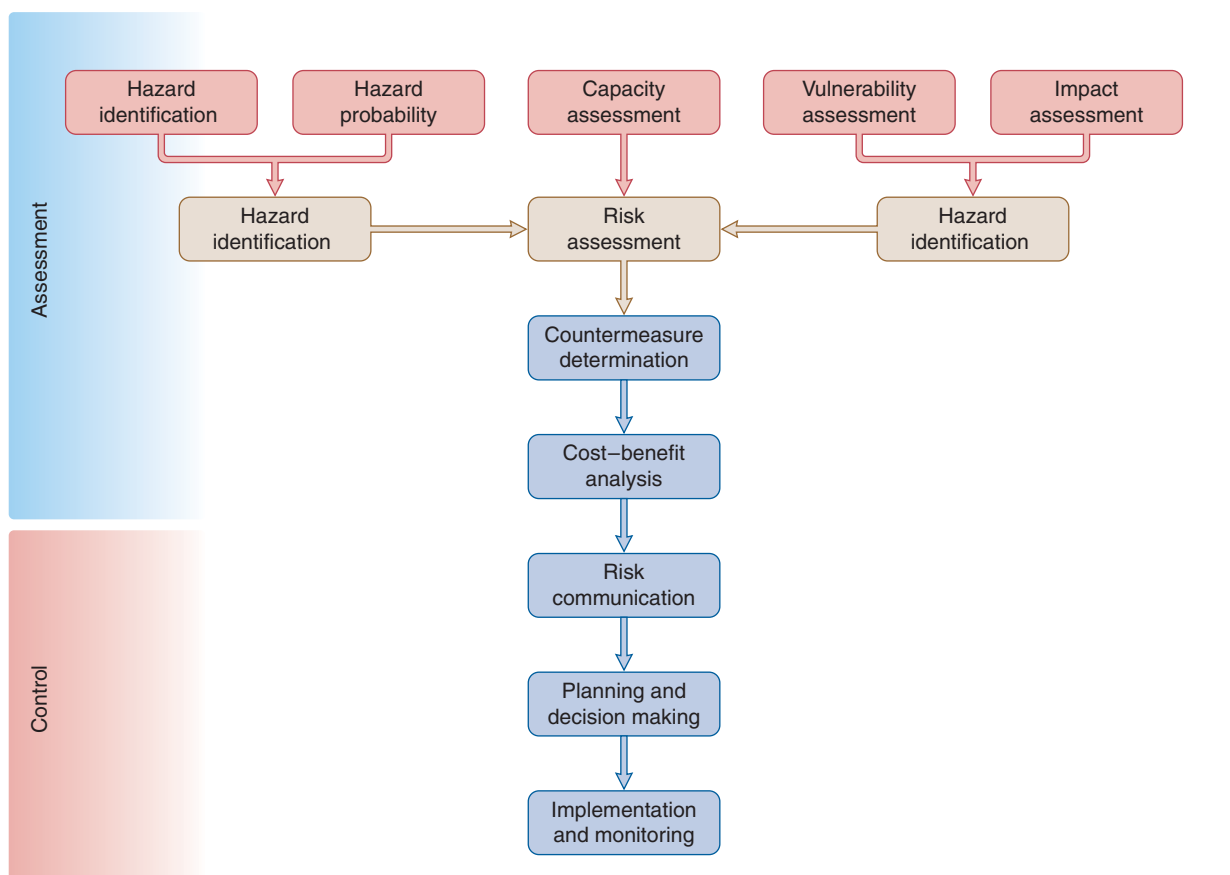 Hazard
identification
Hazard
probability
Capacity
assessment
Vulnerability
assessment
Impact
assessment
Hazard
identification
Risk
assessment
Hazard
identification
Assessment
Countermeasure
determination
Cost–benefit
analysis
Risk
communication
Control
Planning and
decision making
Implementation
and monitoring